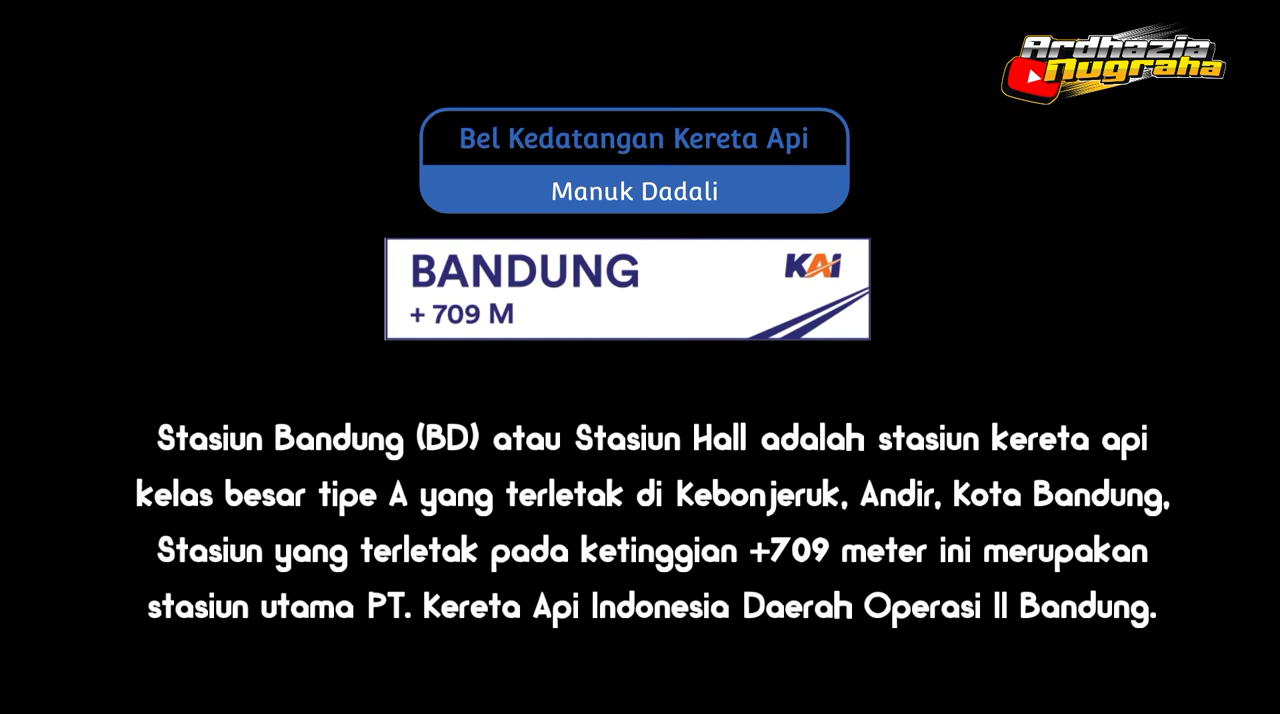 Ardhazia
Nugraha
Bel Kedatangan Kereta Api
Manuk Dadali
BANDUNG
KAI
+ 709 M
Stasiun Bandung (BD) atau Stasiun Hall adalah stasiun kereta api
kelas besar tipe A yang terletak di Kebonjeruk, Andir, Kota Bandung,
Stasiun yang terletak pada ketinggian +709 meter ini merupakan
stasiun utama PT. Kereta Api Indonesia Daerah Operasi II Bandung.